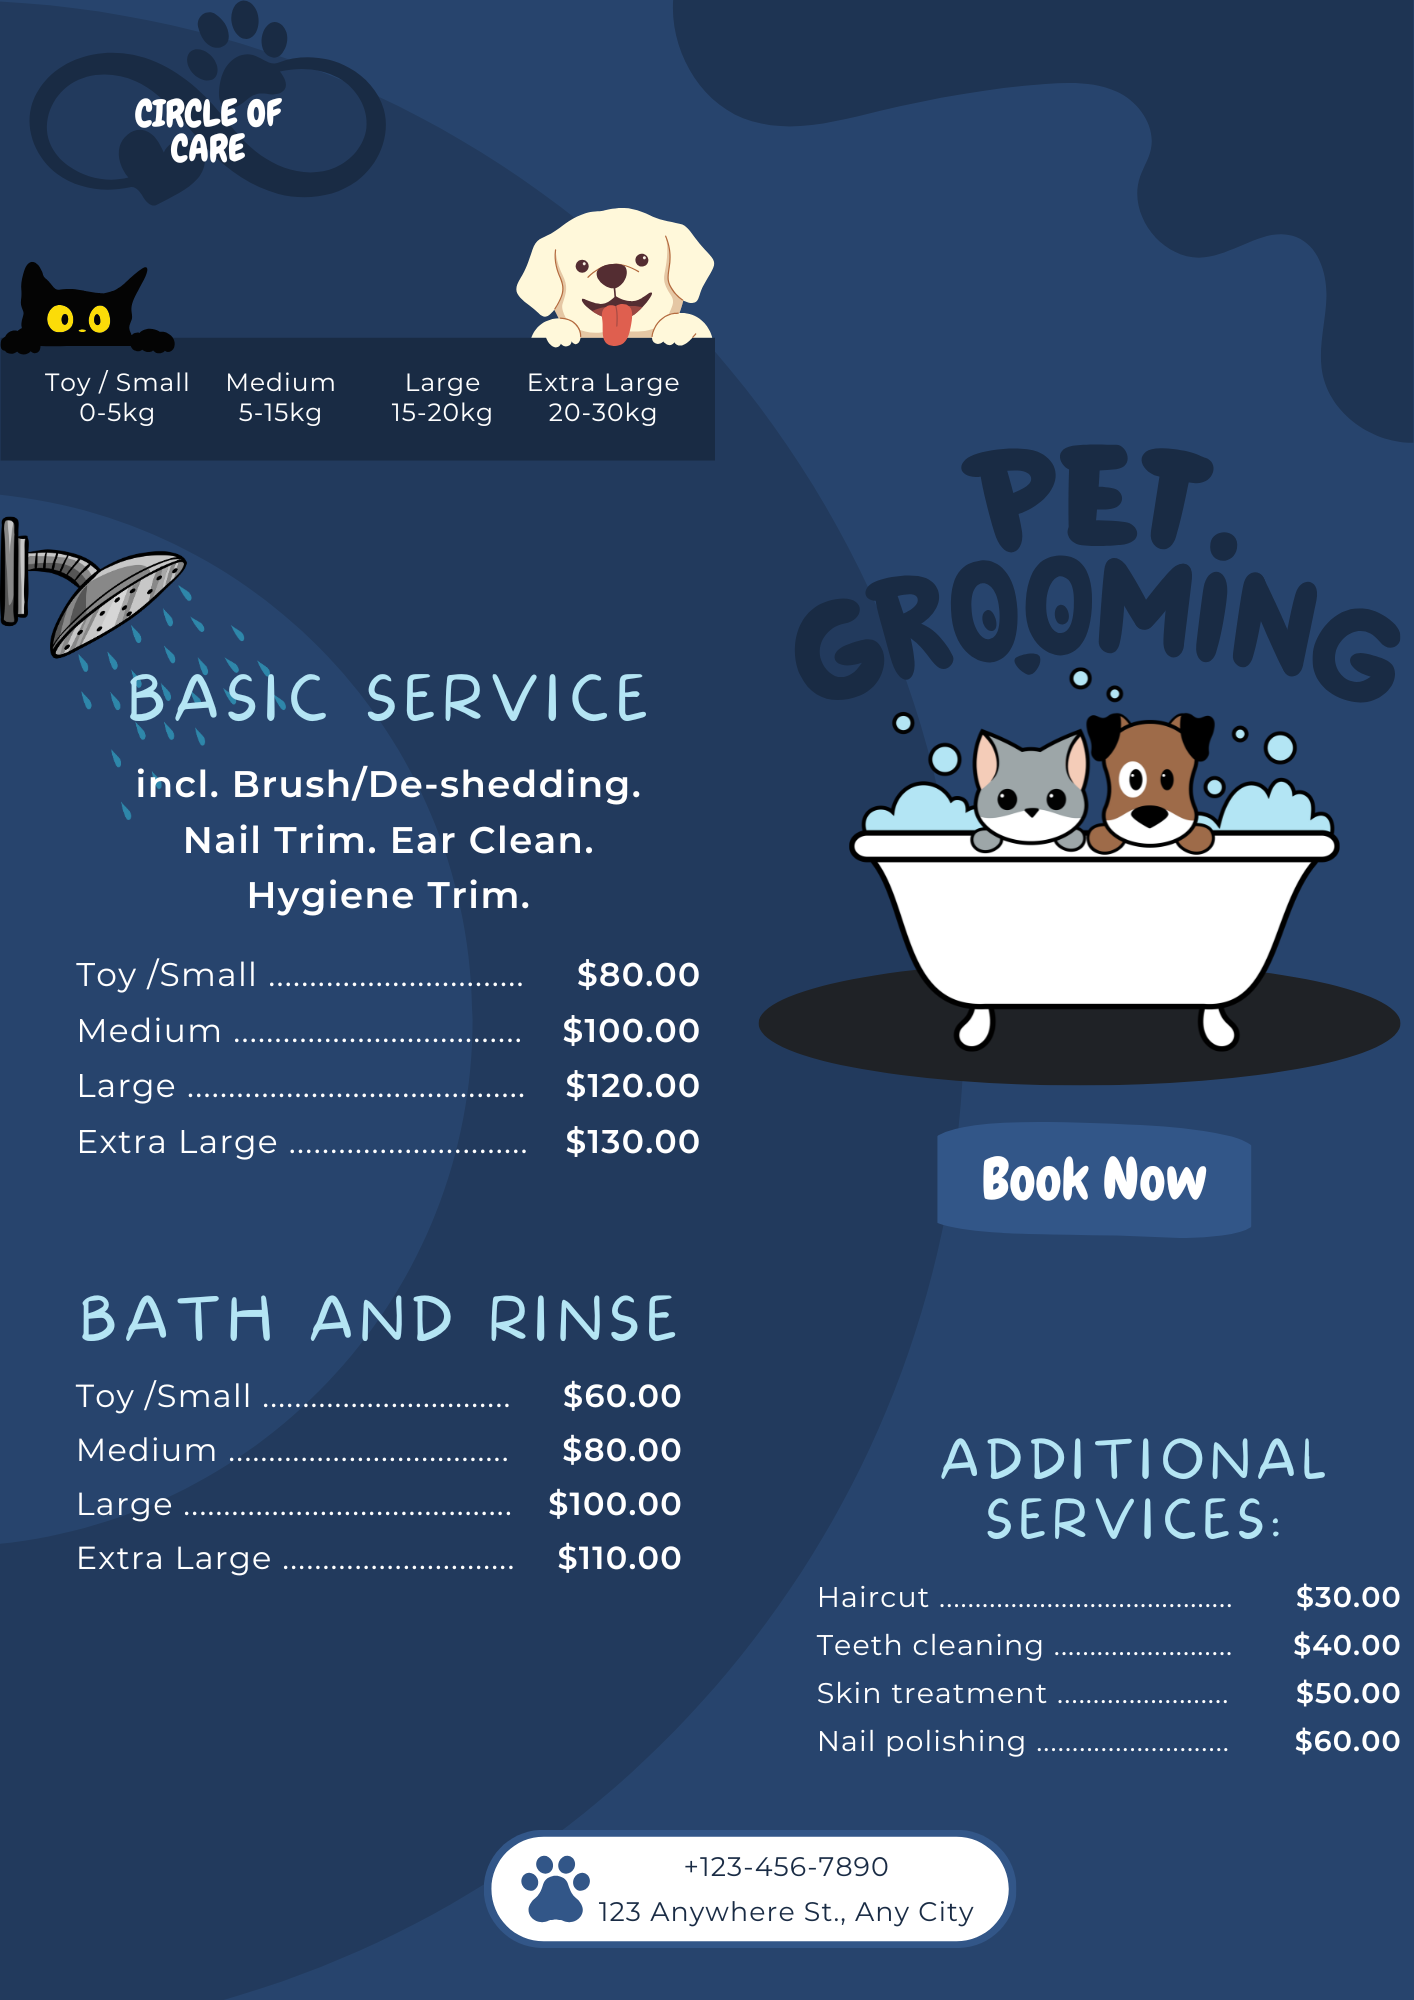 CIRCLE OF
CARE
Toy / Small
0-5kg
Medium
5-15kg
Large
15-20kg
Extra Large
20-30kg
PET
GROOMING
BASIC SERVICE
incl. Brush/De-shedding.
Nail Trim. Ear Clean.
Hygiene Trim.
Toy /Small ............................... $80.00
Medium ................................... $100.00
Large ......................................... $120.00
Extra Large ............................. $130.00
Book Now
BATH AND RINSE
Toy /Small ............................... $60.00
Medium ................................... $80.00
Large ......................................... $100.00
Extra Large ............................. $110.00
ADDITIONAL
SERVICES:
Haircut ......................................... $30.00
Teeth cleaning ......................... $40.00
Skin treatment ........................ $50.00
Nail polishing ........................... $60.00
+123-456-7890
123 Anywhere St., Any City